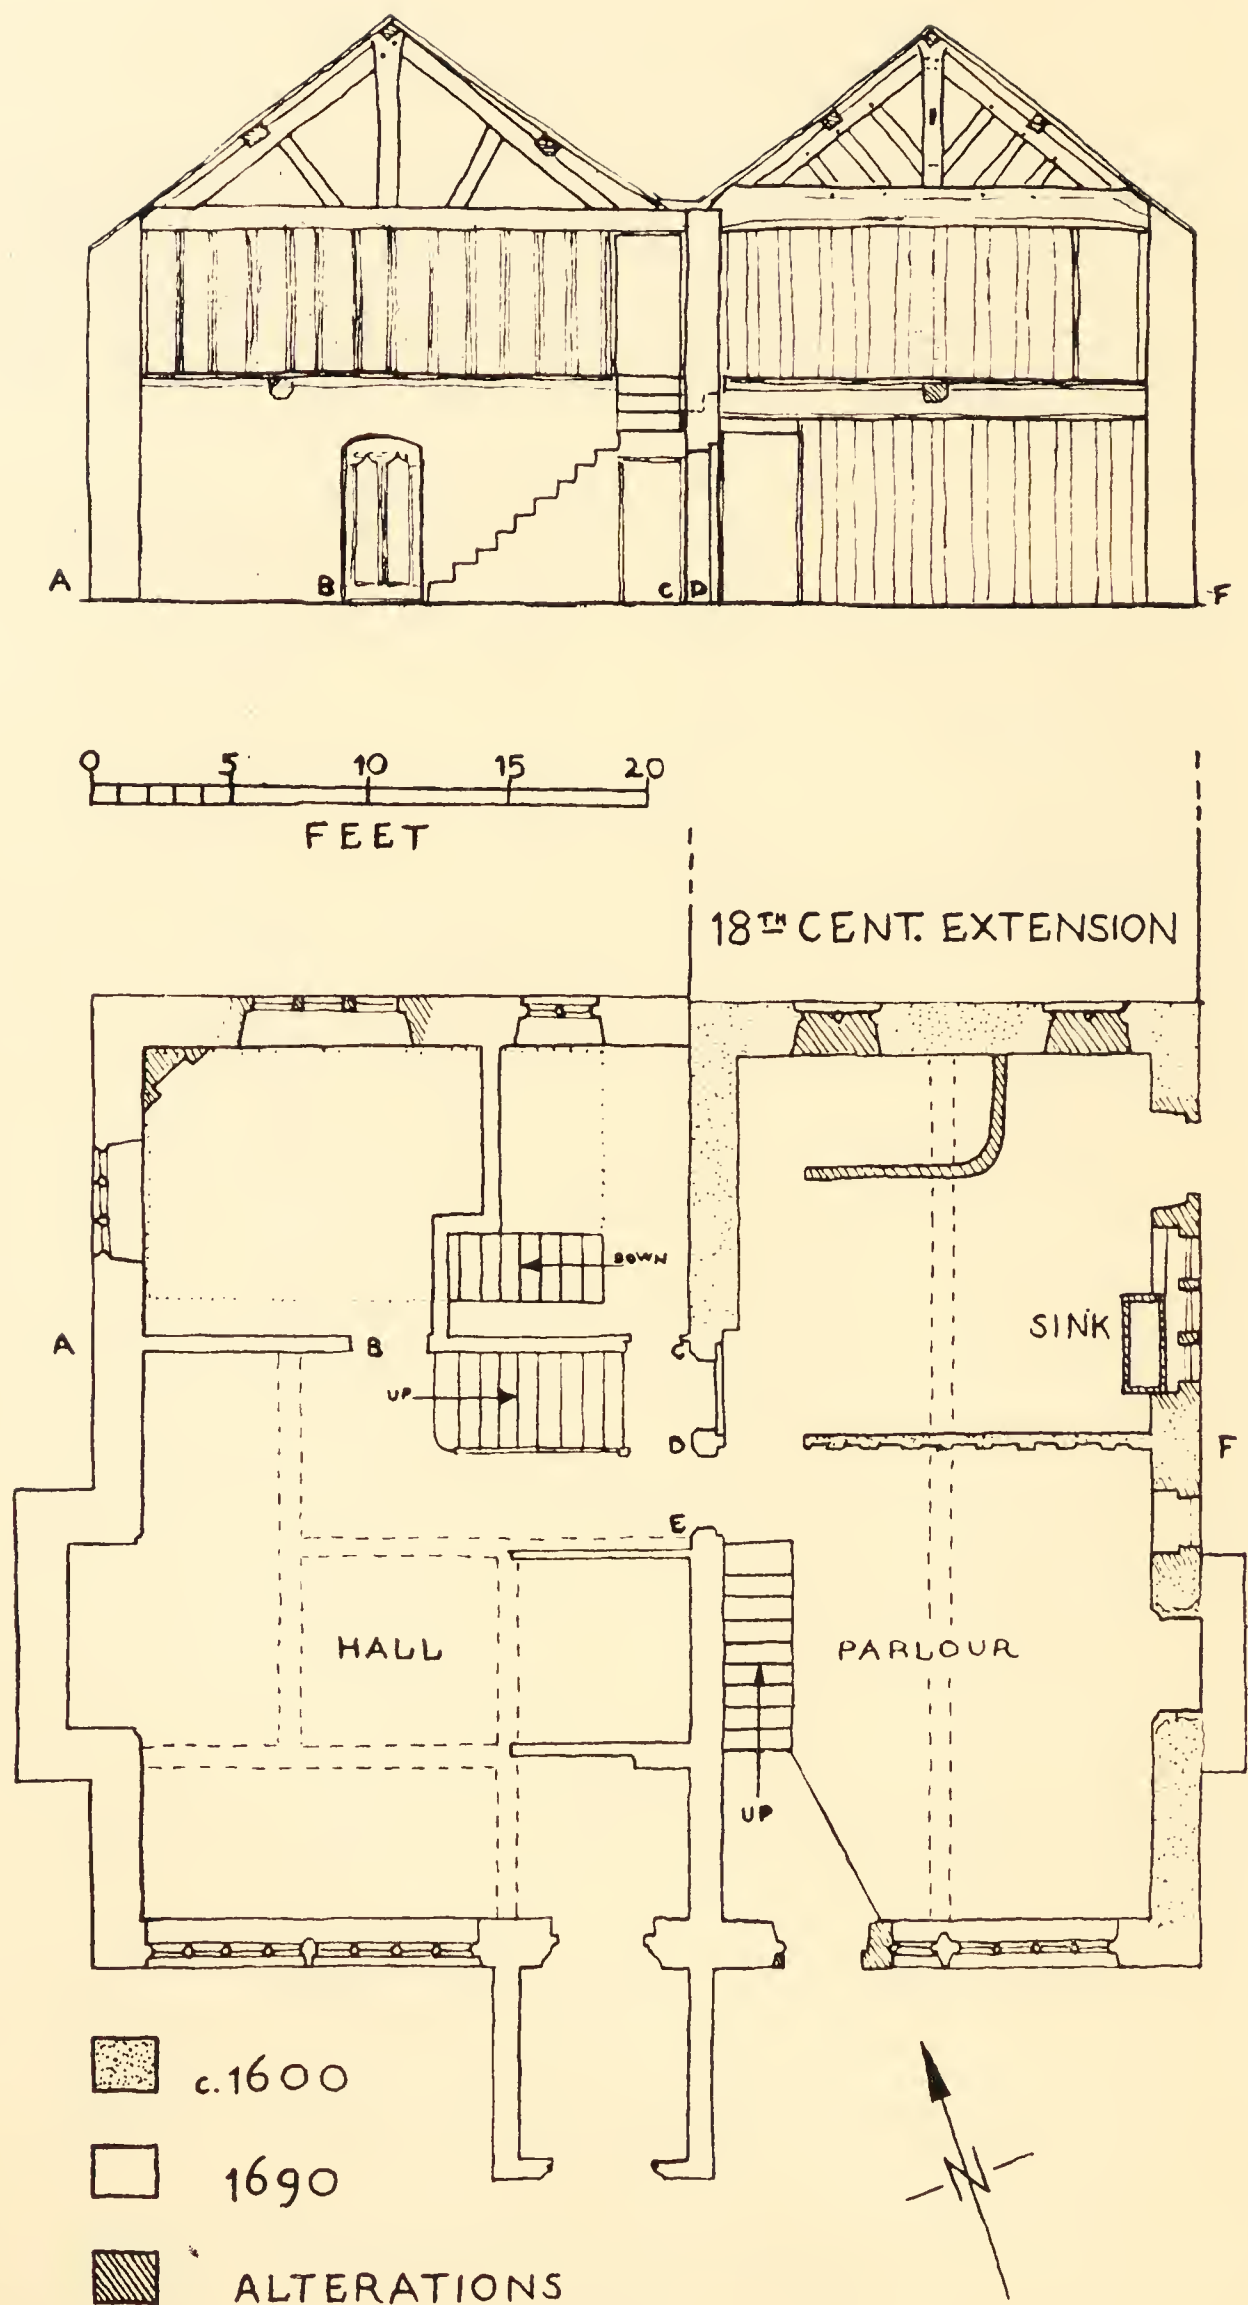 A B C D F
0 5 10 15 20
FEET
18TH CENT. EXTENSION
DOWN
SINK
A B C
UP
D F
E
HALL PARLOUR
UP
c.1600
1690
N
ALTERATIONS